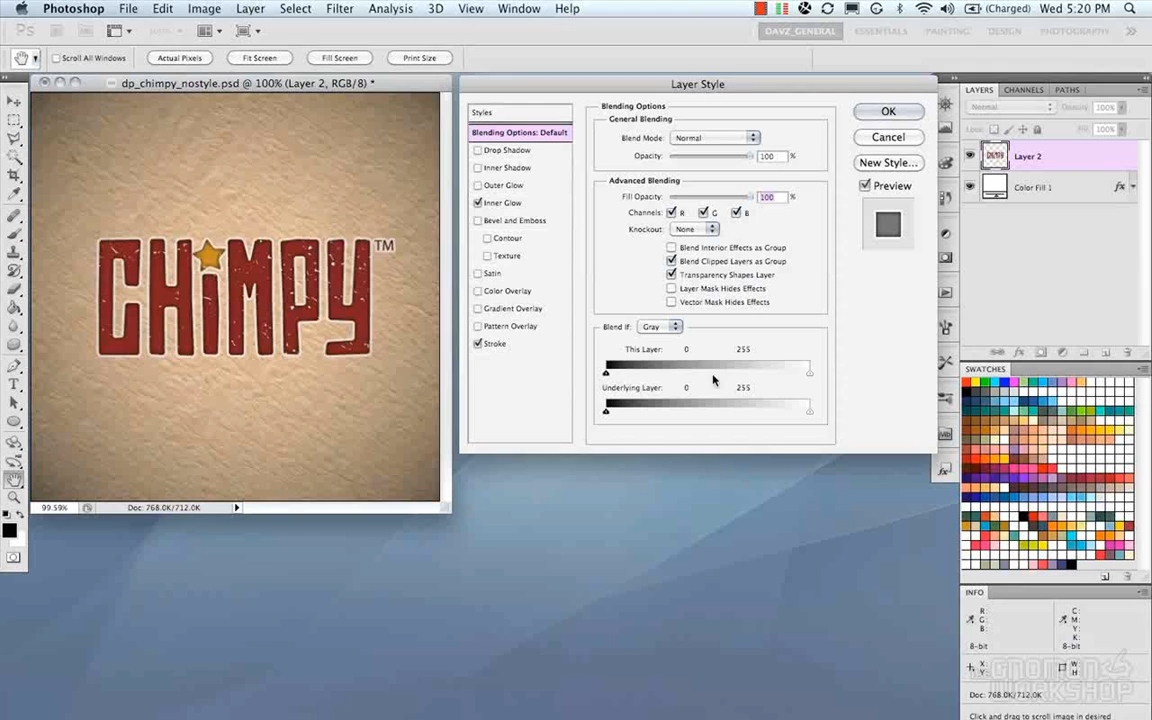 Photoshop File Edit Image Layer Select Filter Analysis 3D View Window Help (Charged) Wed 5:20 PM
Ps DAVZ_GENERAL ESSENTIALS PAINTING DESIGN PHOTOGRAPHY
Scroll All Windows Actual Pixels Fit Screen Fill Screen Print Size
dp_chimpy_nostyle.psd @ 100% (Layer 2, RGB/8) *
CHiMPY TM
99.59% Doc: 768.0K/712.0K
Layer Style
Styles
Blending Options: Default
Drop Shadow
Inner Shadow
Outer Glow
Inner Glow
Bevel and Emboss
Contour
Texture
Satin
Color Overlay
Gradient Overlay
Pattern Overlay
Stroke
Blending Options
General Blending
Blend Mode: Normal
Opacity: 100 %
Advanced Blending
Fill Opacity: 100 %
Channels: R G B
Knockout: None
Blend Interior Effects as Group
Blend Clipped Layers as Group
Transparency Shapes Layer
Layer Mask Hides Effects
Vector Mask Hides Effects
Blend If: Gray
This Layer: 0 255
Underlying Layer: 0 255
OK
Cancel
New Style...
Preview
LAYERS CHANNELS PATHS
Normal Opacity: 100%
Lock: Fill: 100%
Layer 2
Color Fill 1 fx
SWATCHES
INFO
R: C:
G: M:
B: Y:
K:
8-bit 8-bit
X: W:
Y: H:
Doc: 768.0K/712.0K
Click and drag to scroll image in desired
GNOMON
WORKSHOP